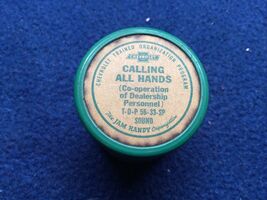 CHEVROLET TRAINED ORGANIZATION PROGRAM
CHEVROLET
CALLING
ALL HANDS
(Co-operation
of Dealership
Personnel)
T-O-P 56-33-SP
SOUND
The JAM HANDY Organization